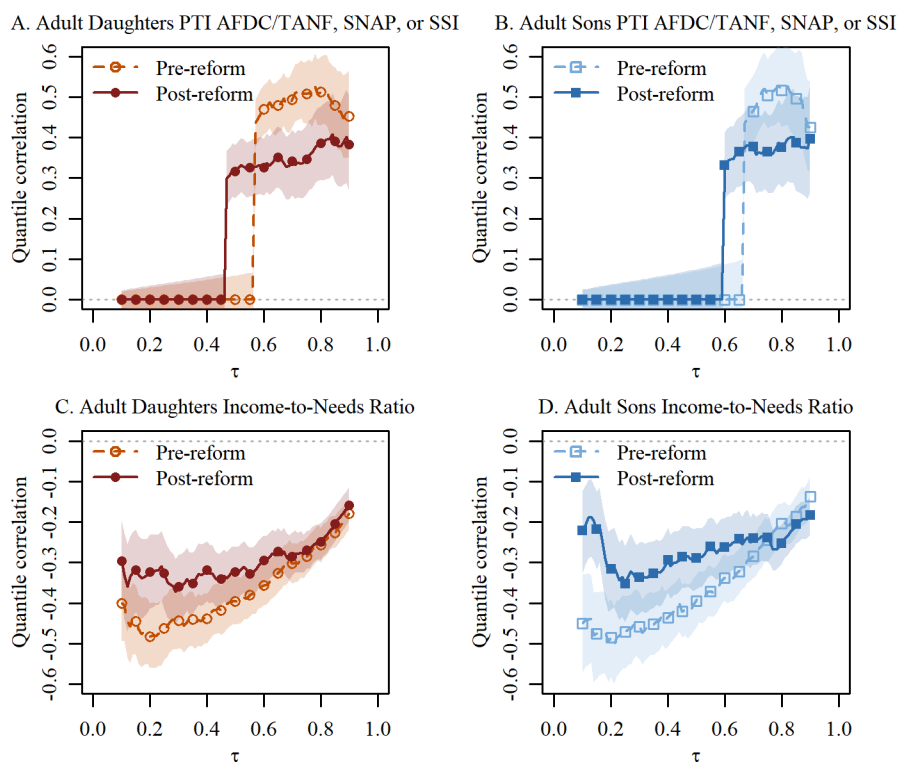 A. Adult Daughters PTI AFDC/TANF, SNAP, or SSI
Pre-reform
Post-reform
Quantile correlation
0.0 0.1 0.2 0.3 0.4 0.5 0.6
0.0 0.2 0.4 0.6 0.8 1.0
τ
B. Adult Sons PTI AFDC/TANF, SNAP, or SSI
Pre-reform
Post-reform
Quantile correlation
0.0 0.1 0.2 0.3 0.4 0.5 0.6
0.0 0.2 0.4 0.6 0.8 1.0
τ
C. Adult Daughters Income-to-Needs Ratio
Pre-reform
Post-reform
Quantile correlation
-0.6 -0.5 -0.4 -0.3 -0.2 -0.1 0.0
0.0 0.2 0.4 0.6 0.8 1.0
τ
D. Adult Sons Income-to-Needs Ratio
Pre-reform
Post-reform
Quantile correlation
-0.6 -0.5 -0.4 -0.3 -0.2 -0.1 0.0
0.0 0.2 0.4 0.6 0.8 1.0
τ